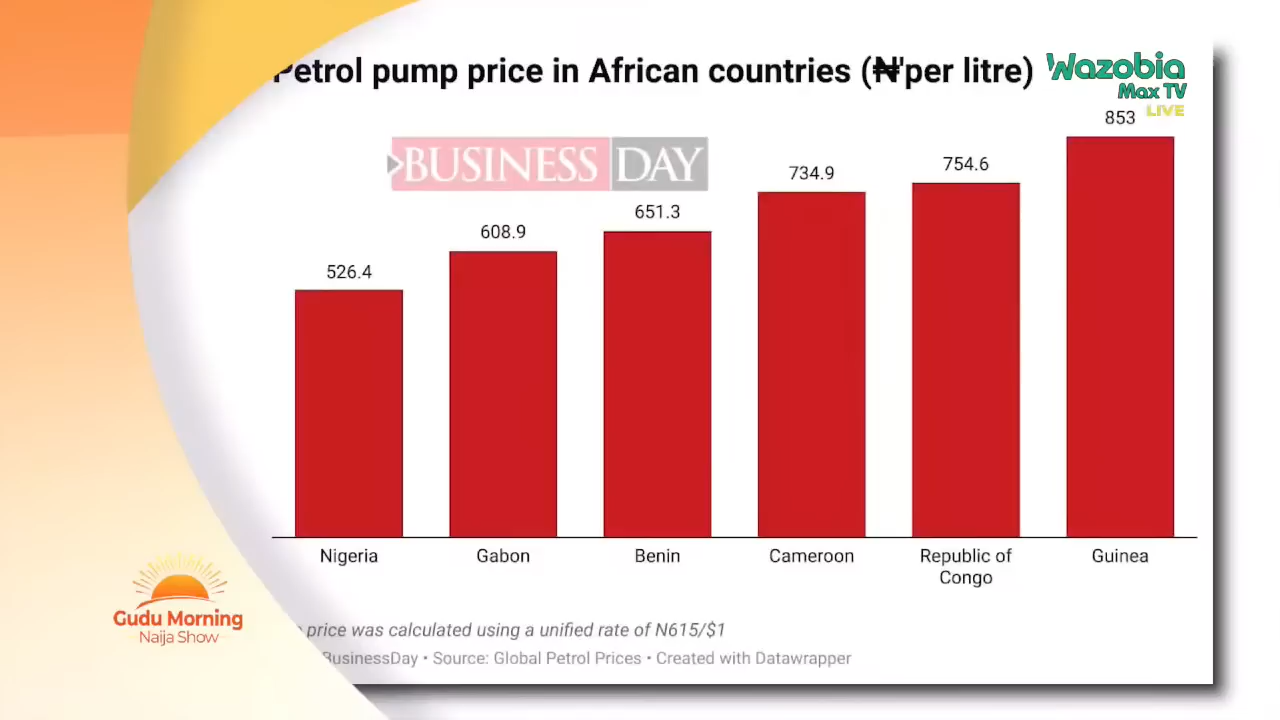 Petrol pump price in African countries (₦'per litre)
Wazobia
Max TV
LIVE
BUSINESS DAY
526.4
608.9
651.3
734.9
754.6
853
Nigeria
Gabon
Benin
Cameroon
Republic of
Congo
Guinea
price was calculated using a unified rate of N615/$1
BusinessDay • Source: Global Petrol Prices • Created with Datawrapper
Gudu Morning
Naija Show